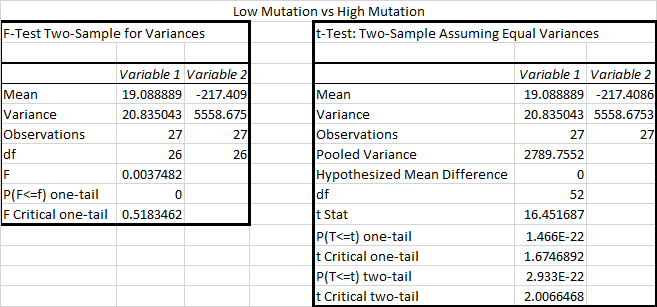 Low Mutation vs High Mutation
F-Test Two-Sample for Variances
Variable 1 Variable 2
Mean 19.088889 -217.409
Variance 20.835043 5558.675
Observations 27 27
df 26 26
F 0.0037482
P(F<=f) one-tail 0
F Critical one-tail 0.5183462
t-Test: Two-Sample Assuming Equal Variances
Variable 1 Variable 2
Mean 19.088889 -217.4086
Variance 20.835043 5558.6753
Observations 27 27
Pooled Variance 2789.7552
Hypothesized Mean Difference 0
df 52
t Stat 16.451687
P(T<=t) one-tail 1.466E-22
t Critical one-tail 1.6746892
P(T<=t) two-tail 2.933E-22
t Critical two-tail 2.0066468